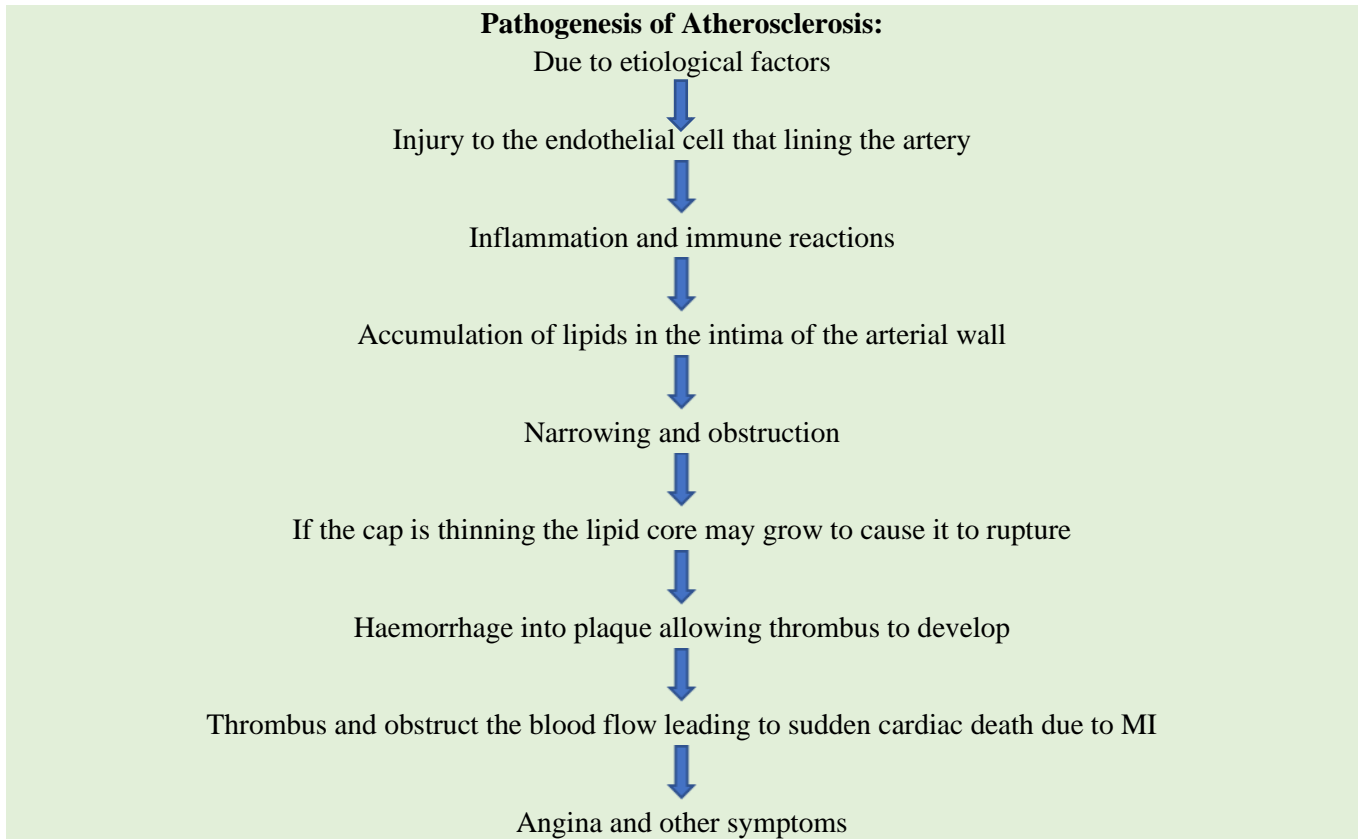 Pathogenesis of Atherosclerosis:
Due to etiological factors
Injury to the endothelial cell that lining the artery
Inflammation and immune reactions
Accumulation of lipids in the intima of the arterial wall
Narrowing and obstruction
If the cap is thinning the lipid core may grow to cause it to rupture
Haemorrhage into plaque allowing thrombus to develop
Thrombus and obstruct the blood flow leading to sudden cardiac death due to MI
Angina and other symptoms